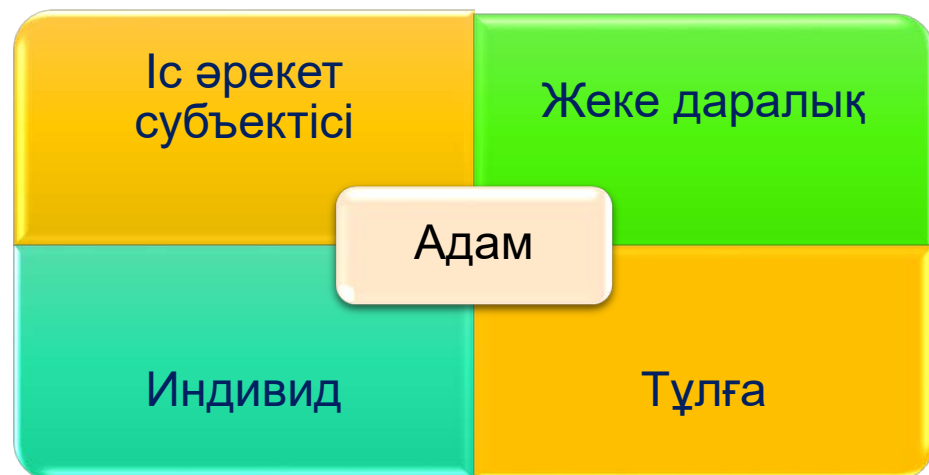 Іс әрекет
субъектісі
Жеке даралық
Адам
Индивид
Тұлға